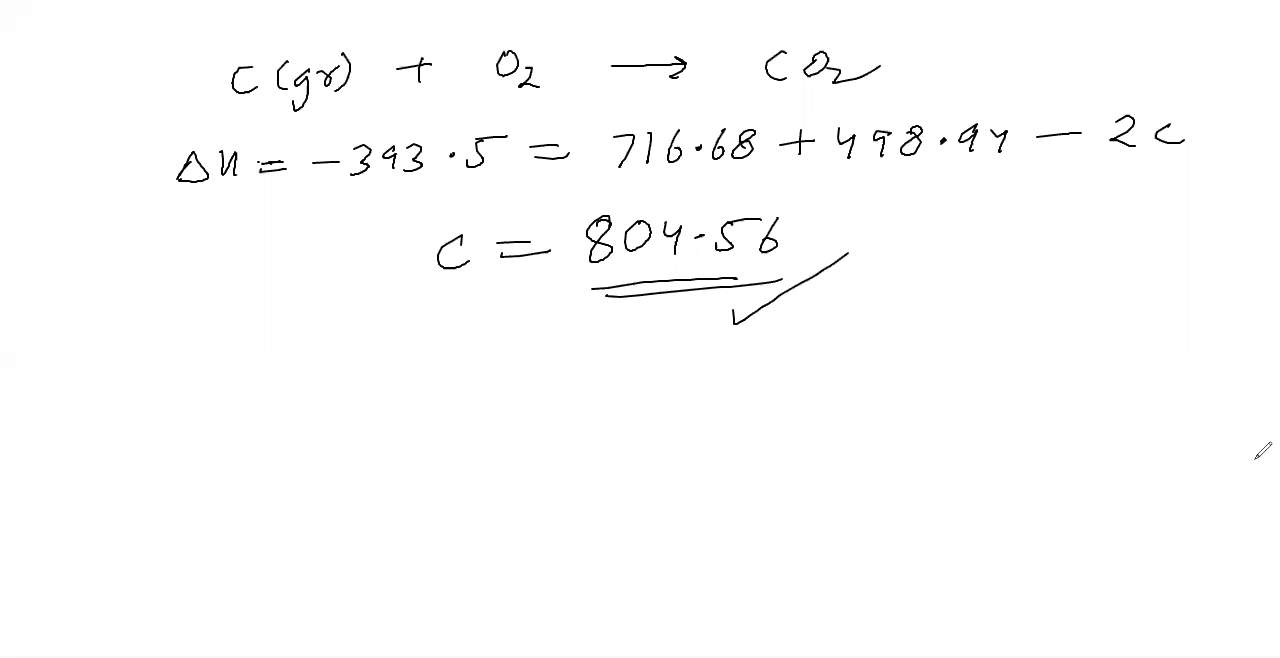 C(gr) + O2 → CO2
ΔH = -393.5 = 716.68 + 498.94 - 2C
C = 804.56